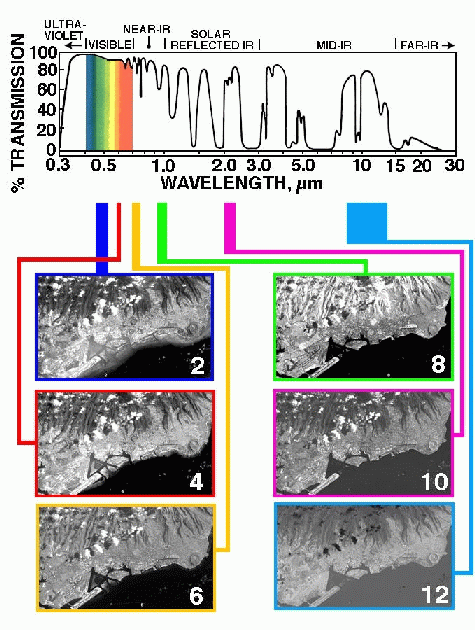 ULTRA-VIOLET VISIBLE NEAR-IR SOLAR REFLECTED IR MID-IR FAR-IR
% TRANSMISSION
100
80
60
40
20
0
0.3 0.5 1.0 2.0 3.0 5.0 10 15 20 30
WAVELENGTH, µm
2 8
4 10
6 12